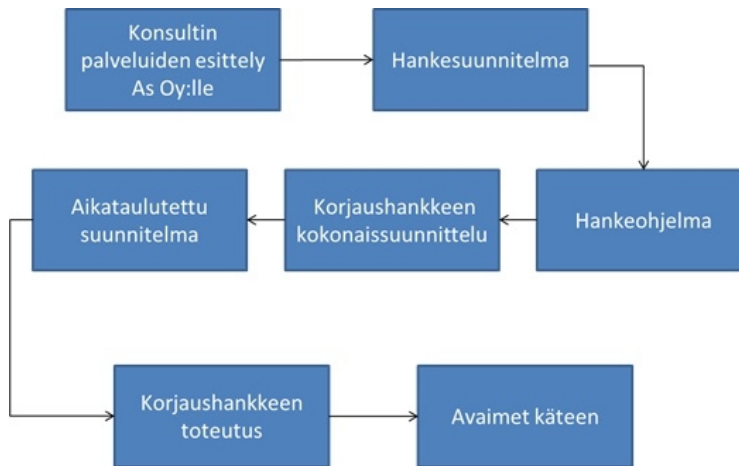 Konsultin
palveluiden esittely
As Oy:lle
Hankesuunnitelma
Hankeohjelma
Korjaushankkeen
kokonaissuunnittelu
Aikataulutettu
suunnitelma
Korjaushankkeen
toteutus
Avaimet käteen